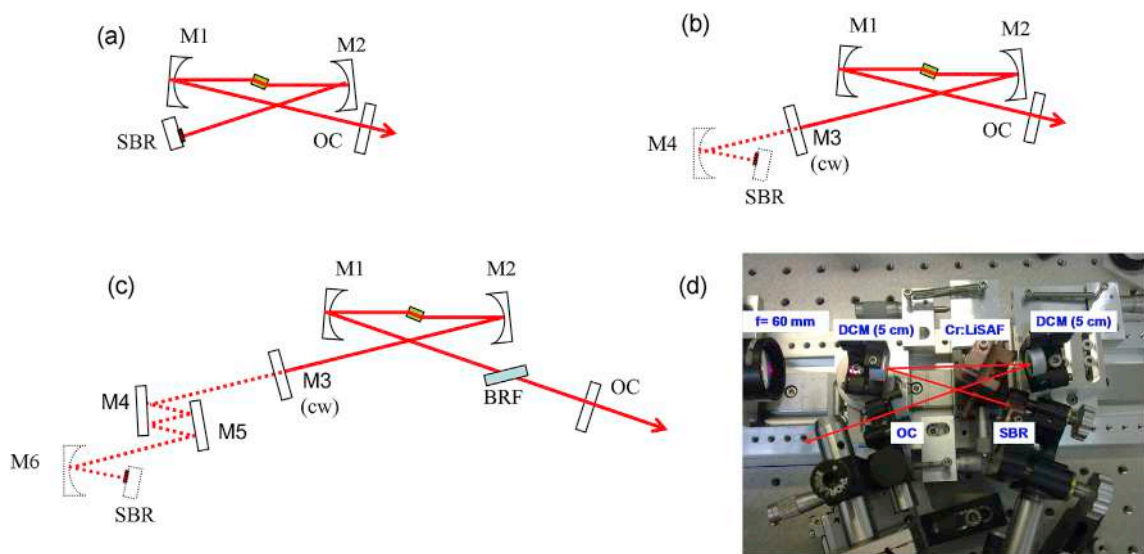 (a)
M1
M2
SBR
OC
(b)
M1
M2
M4
M3
(cw)
OC
SBR
(c)
M1
M2
M3
(cw)
BRF
OC
M4
M5
M6
SBR
(d)
f= 60 mm
DCM (5 cm)
Cr:LiSAF
DCM (5 cm)
OC
SBR